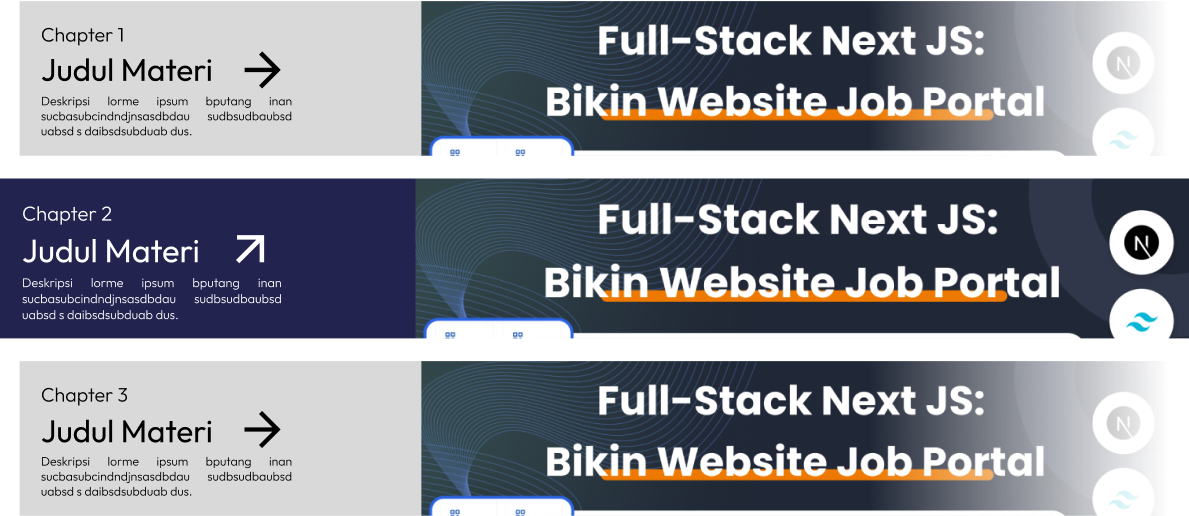 Chapter 1
Judul Materi
Deskripsi lorme ipsum bputang inan
sucbasubcindndjnsasdbdau sudbsudbaubsd
uabsd s daibsdsubduab dus.
Full-Stack Next JS:
Bikin Website Job Portal
N
Chapter 2
Judul Materi
Deskripsi lorme ipsum bputang inan
sucbasubcindndjnsasdbdau sudbsudbaubsd
uabsd s daibsdsubduab dus.
Full-Stack Next JS:
Bikin Website Job Portal
N
Chapter 3
Judul Materi
Deskripsi lorme ipsum bputang inan
sucbasubcindndjnsasdbdau sudbsudbaubsd
uabsd s daibsdsubduab dus.
Full-Stack Next JS:
Bikin Website Job Portal
N